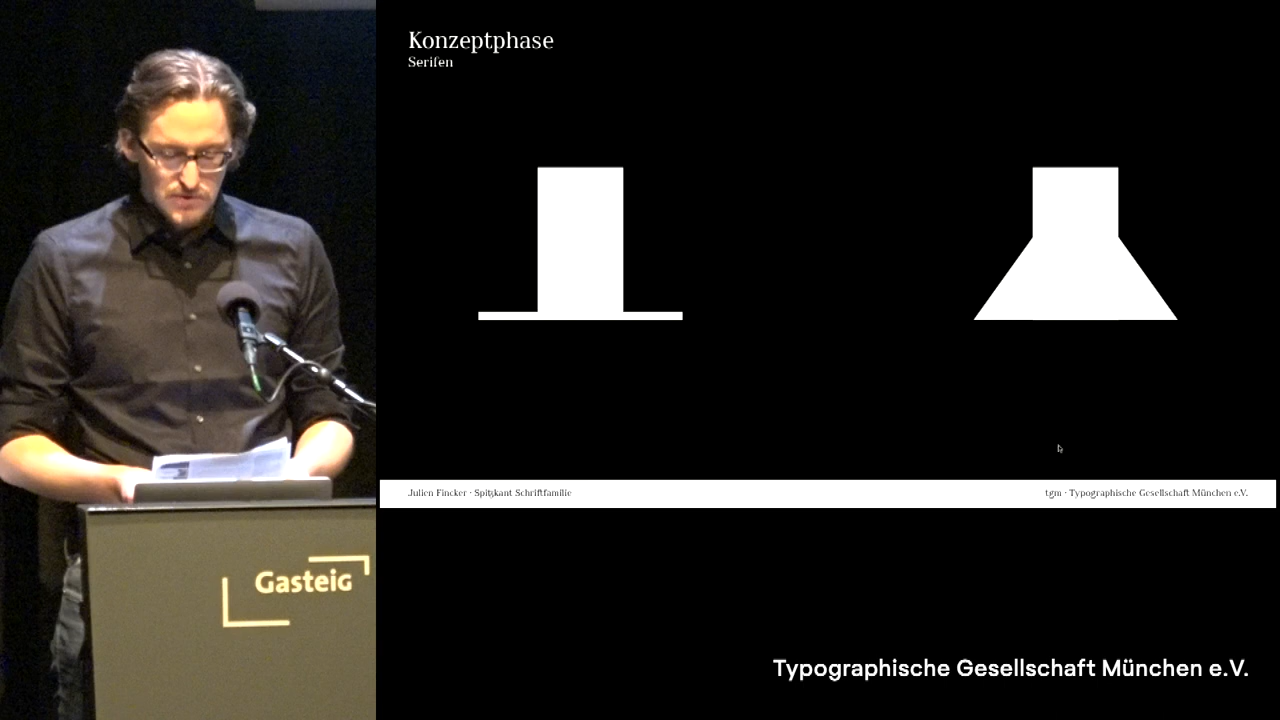 Konzeptphase
Serifen
Julien Fincker · Spitzkant Schriftfamilie
tgm · Typographische Gesellschaft München e.V.
Gasteig
Typographische Gesellschaft München e.V.